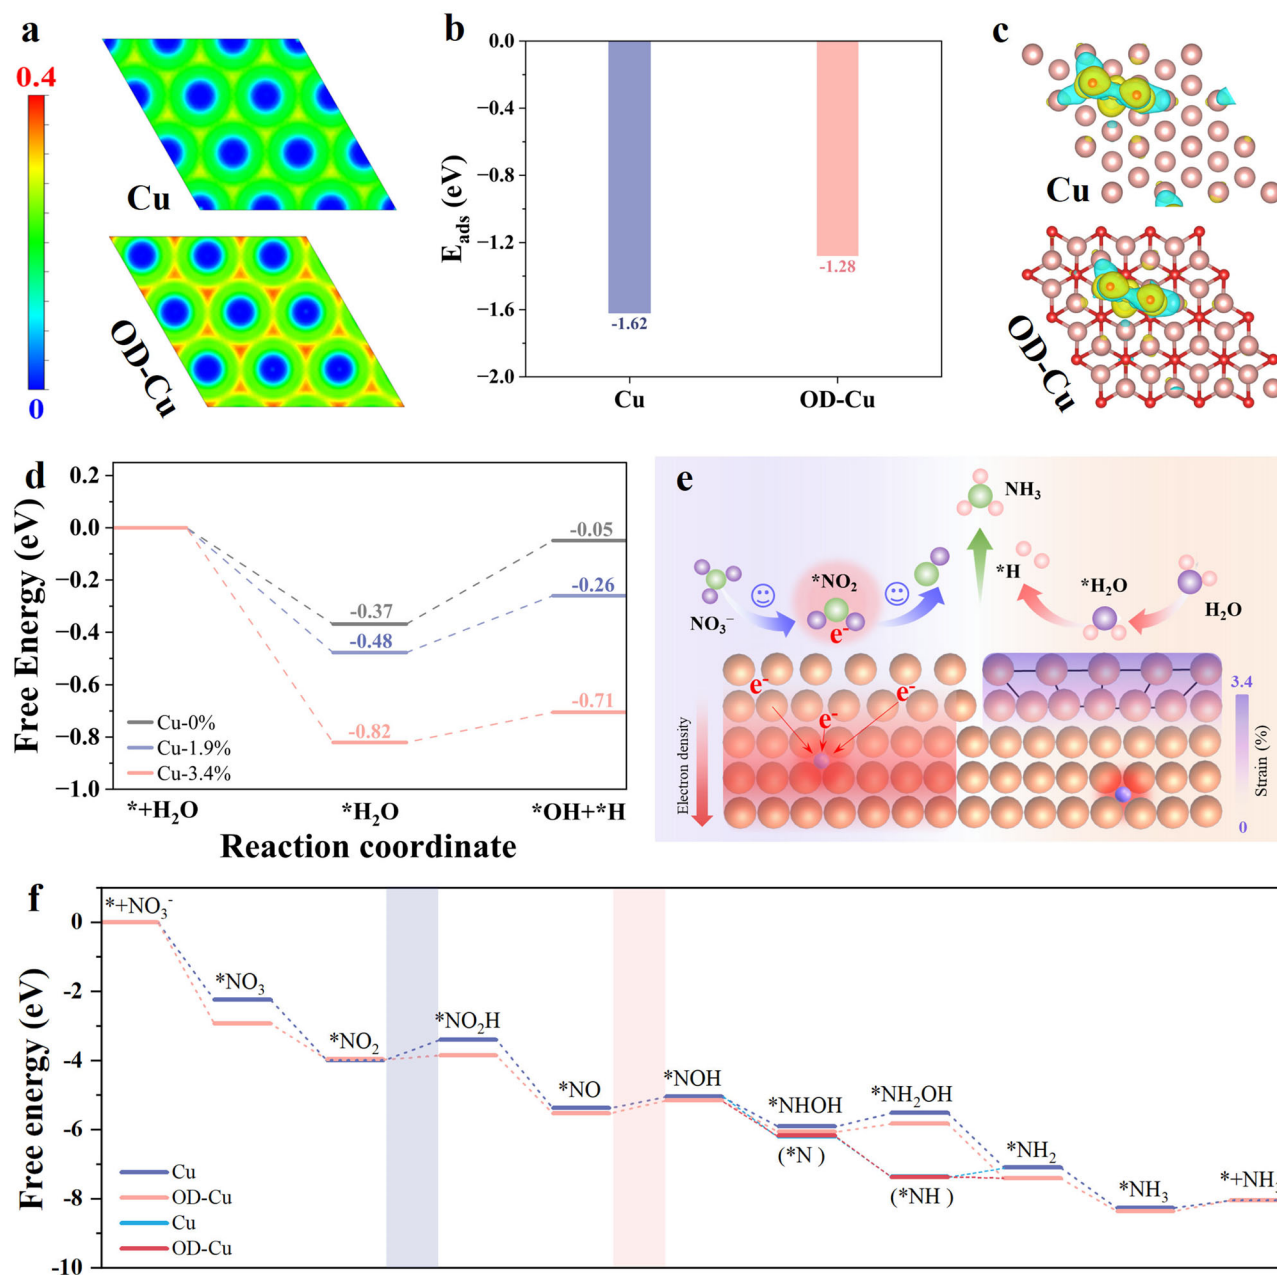 a
0.4
0
Cu
OD-Cu
b
0.0
−0.4
−0.8
−1.2
−1.6
−2.0
E_ads (eV)
-1.62
-1.28
Cu
OD-Cu
c
Cu
OD-Cu
d
Free Energy (eV)
0.2
0.0
−0.2
−0.4
−0.6
−0.8
−1.0
-0.05
-0.26
-0.37
-0.48
-0.71
-0.82
Cu-0%
Cu-1.9%
Cu-3.4%
*+H₂O
*H₂O
*OH+*H
Reaction coordinate
e
NH₃
*NO₂
*H
*H₂O
NO₃⁻
H₂O
e⁻
e⁻
e⁻
e⁻
Electron density
3.4
Strain (%)
0
f
Free energy (eV)
0
-2
-4
-6
-8
-10
*+NO₃⁻
*NO₃
*NO₂
*NO₂H
*NO
*NOH
*NHOH
(*N )
*NH₂OH
(*NH )
*NH₂
*NH₃
*+NH₃
Cu
OD-Cu
Cu
OD-Cu